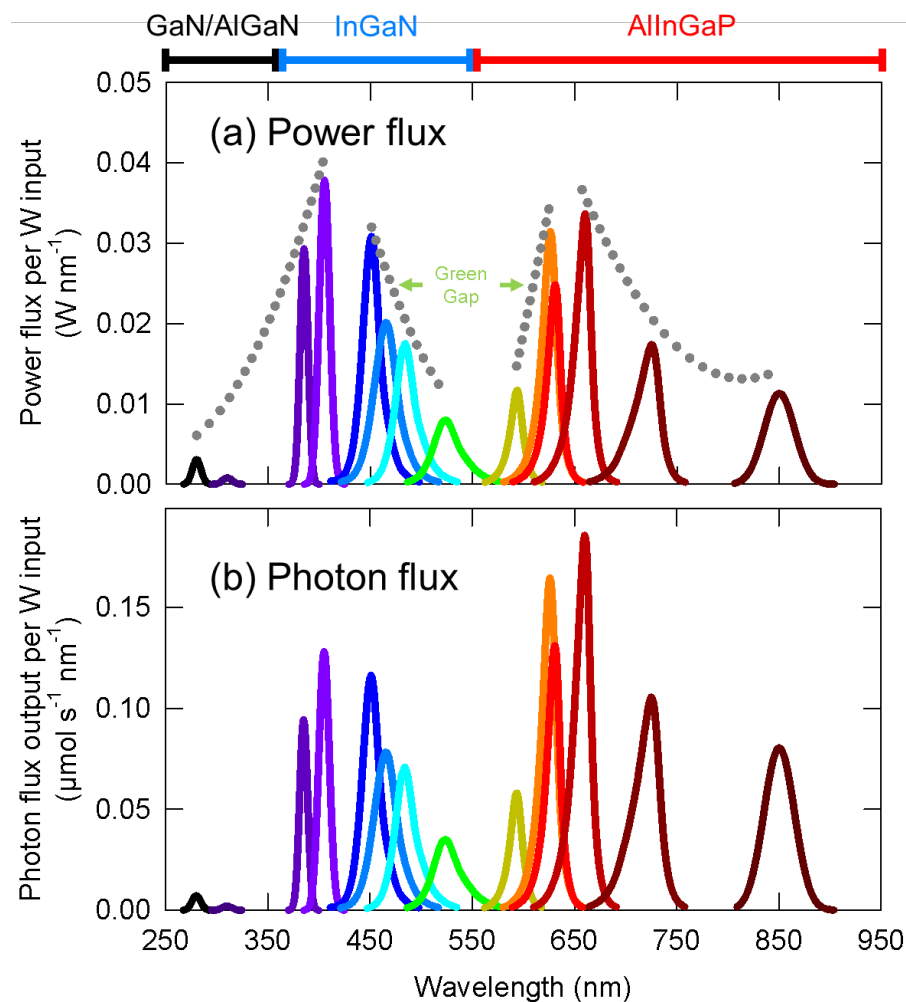 GaN/AlGaN InGaN AlInGaP
(a) Power flux
Power flux per W input
(W nm⁻¹)
0.05
0.04
0.03
0.02
0.01
0.00
Green
Gap
(b) Photon flux
Photon flux output per W input
(µmol s⁻¹ nm⁻¹)
0.15
0.10
0.05
0.00
250 350 450 550 650 750 850 950
Wavelength (nm)